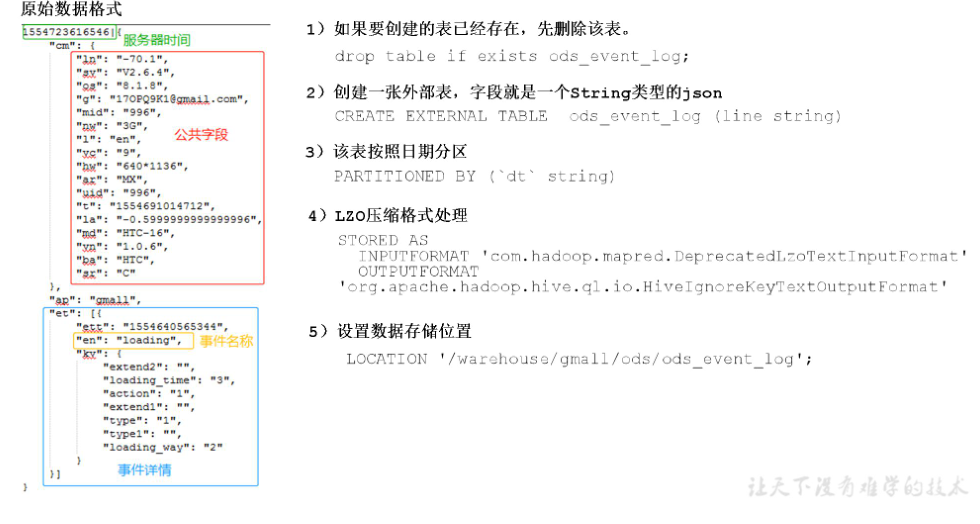 原始数据格式
1554723616546|{
服务器时间
"cm": {
"ln": "-70.1",
"sv": "V2.6.4",
"os": "8.1.8",
"g": "17OPQ9K1@gmail.com",
"mid": "996",
"nw": "3G",
"l": "en",
"vc": "9",
"hw": "640*1136",
"ar": "MX",
"uid": "996",
"t": "1554691014712",
"la": "-0.5999999999999996",
"md": "HTC-16",
"vn": "1.0.6",
"ba": "HTC",
"sr": "C"
公共字段
},
"ap": "gmall",
"et": [{
"ett": "1554640565344",
"en": "loading",
事件名称
"kv": {
"extend2": "",
"loading_time": "3",
"action": "1",
"extend1": "",
"type": "1",
"type1": "",
"loading_way": "2"
}
事件详情
}]
}
1）如果要创建的表已经存在，先删除该表。
drop table if exists ods_event_log;
2）创建一张外部表，字段就是一个String类型的json
CREATE EXTERNAL TABLE  ods_event_log (line string)
3）该表按照日期分区
PARTITIONED BY (`dt` string)
4）LZO压缩格式处理
STORED AS
INPUTFORMAT 'com.hadoop.mapred.DeprecatedLzoTextInputFormat'
OUTPUTFORMAT
'org.apache.hadoop.hive.ql.io.HiveIgnoreKeyTextOutputFormat'
5）设置数据存储位置
LOCATION '/warehouse/gmall/ods/ods_event_log';
让天下没有难学的技术